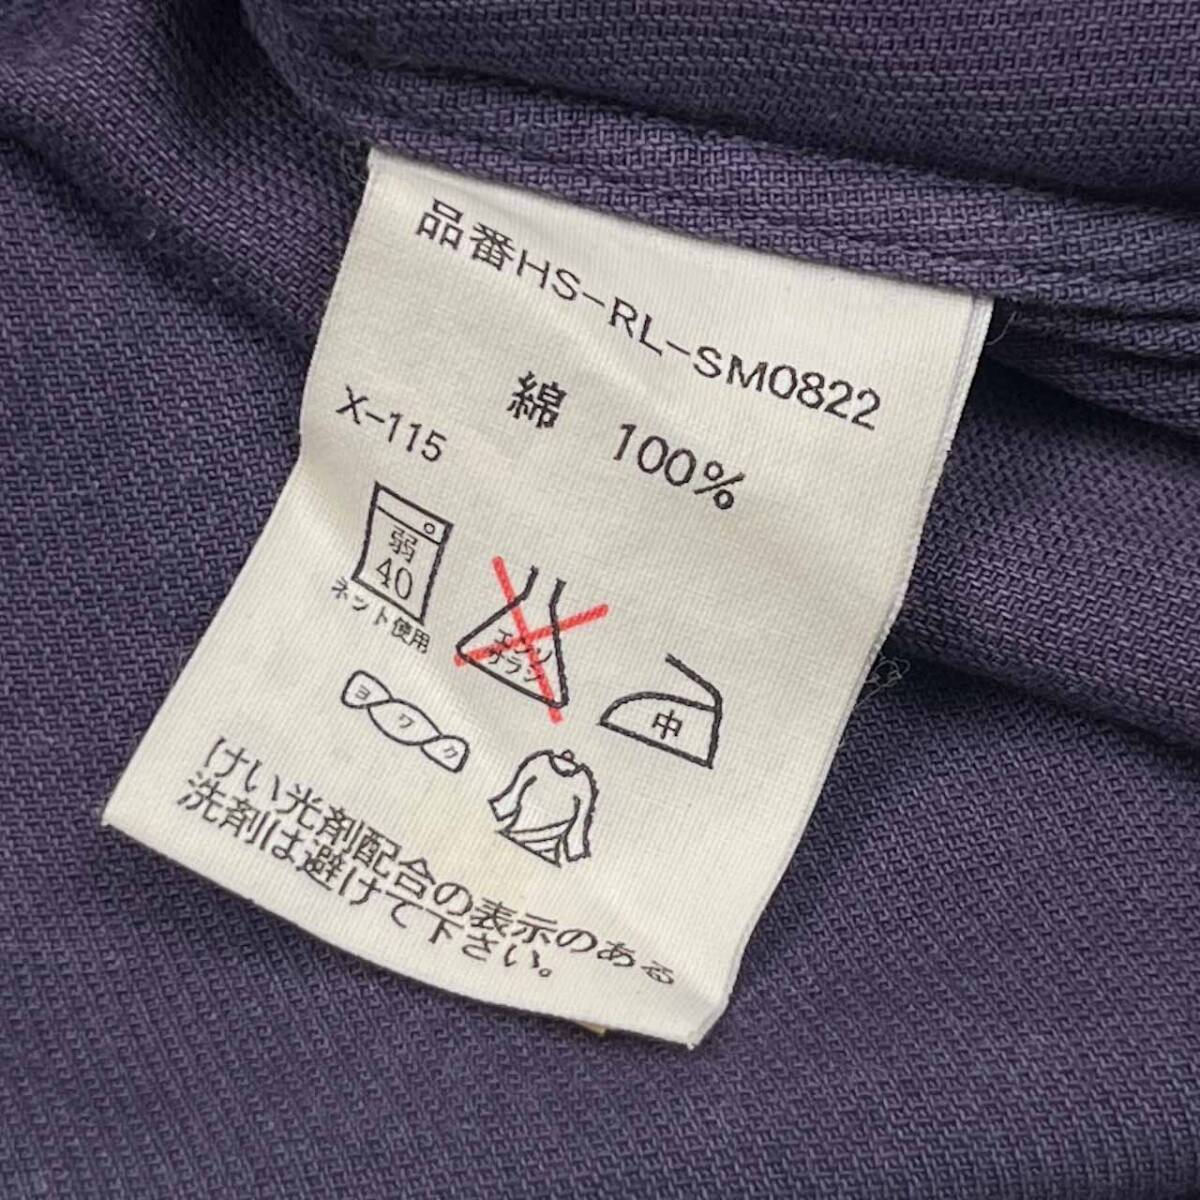 品番HS-RL-SM0822
綿 100%
X-115
弱
40
ネット使用
エンソ
サラシ
中
ヨワク
けい光剤配合の表示のある
洗剤は避けて下さい。